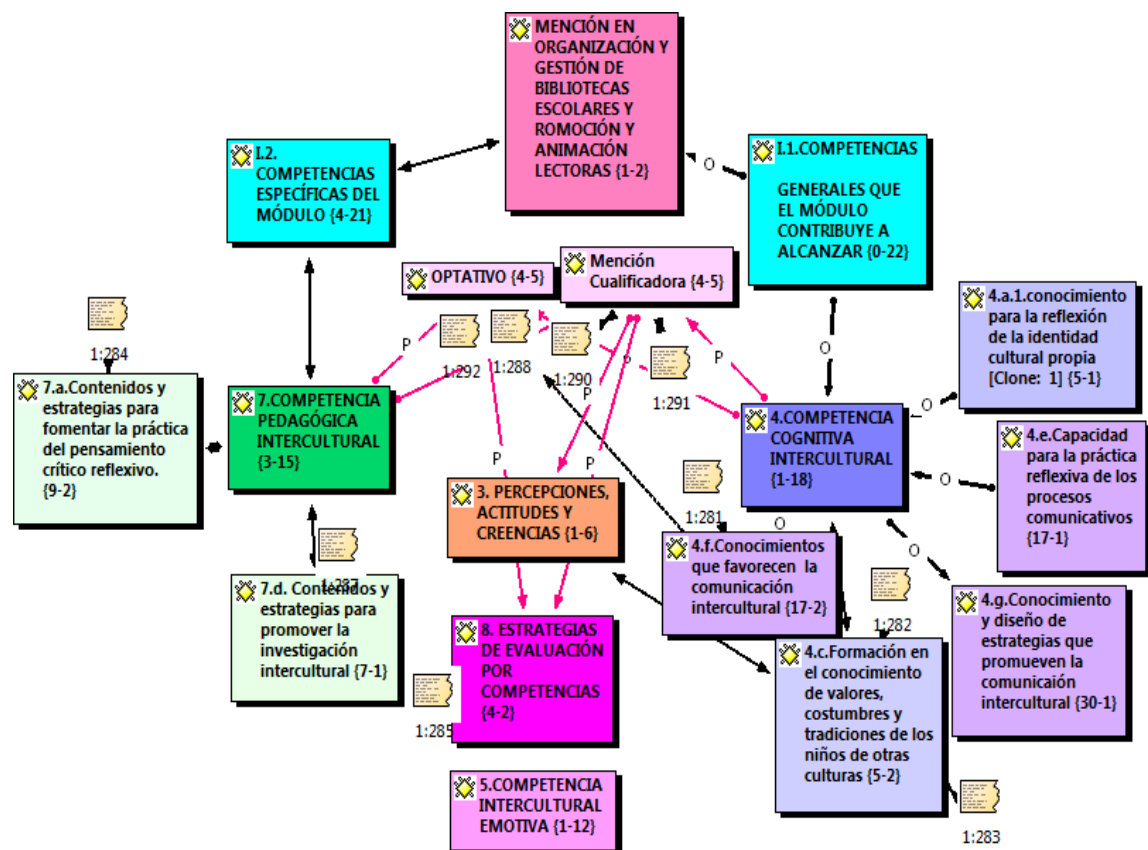 MENCIÓN EN
ORGANIZACIÓN Y
GESTIÓN DE
BIBLIOTECAS
ESCOLARES Y
ROMOCIÓN Y
ANIMACIÓN
LECTORAS {1-2}
I.2.
COMPETENCIAS
ESPECÍFICAS DEL
MÓDULO {4-21}
I.1.COMPETENCIAS
GENERALES QUE
EL MÓDULO
CONTRIBUYE A
ALCANZAR {0-22}
O
OPTATIVO {4-5}
Mención
Cualificadora {4-5}
4.a.1.conocimiento
para la reflexión
de la identidad
cultural propia
[Clone: 1] {5-1}
1:284
P
1:292
1:288
1:290
P
P
1:291
P
O
O
7.a.Contenidos y
estrategias para
fomentar la práctica
del pensamiento
crítico reflexivo.
{9-2}
7.COMPETENCIA
PEDAGÓGICA
INTERCULTURAL
{3-15}
4.COMPETENCIA
COGNITIVA
INTERCULTURAL
{1-18}
4.e.Capacidad
para la práctica
reflexiva de los
procesos
comunicativos
{17-1}
O
P
P
3. PERCEPCIONES,
ACTITUDES Y
CREENCIAS {1-6}
1:281
O
O
4.f.Conocimientos
que favorecen la
comunicación
intercultural {17-2}
1:287
7.d. Contenidos y
estrategias para
promover la
investigación
intercultural {7-1}
1:282
4.g.Conocimiento
y diseño de
estrategias que
promueven la
comunicaión
intercultural {30-1}
8. ESTRATEGIAS
DE EVALUACIÓN
POR
COMPETENCIAS
{4-2}
1:285
4.c.Formación en
el conocimiento
de valores,
costumbres y
tradiciones de los
niños de otras
culturas {5-2}
5.COMPETENCIA
INTERCULTURAL
EMOTIVA {1-12}
1:283